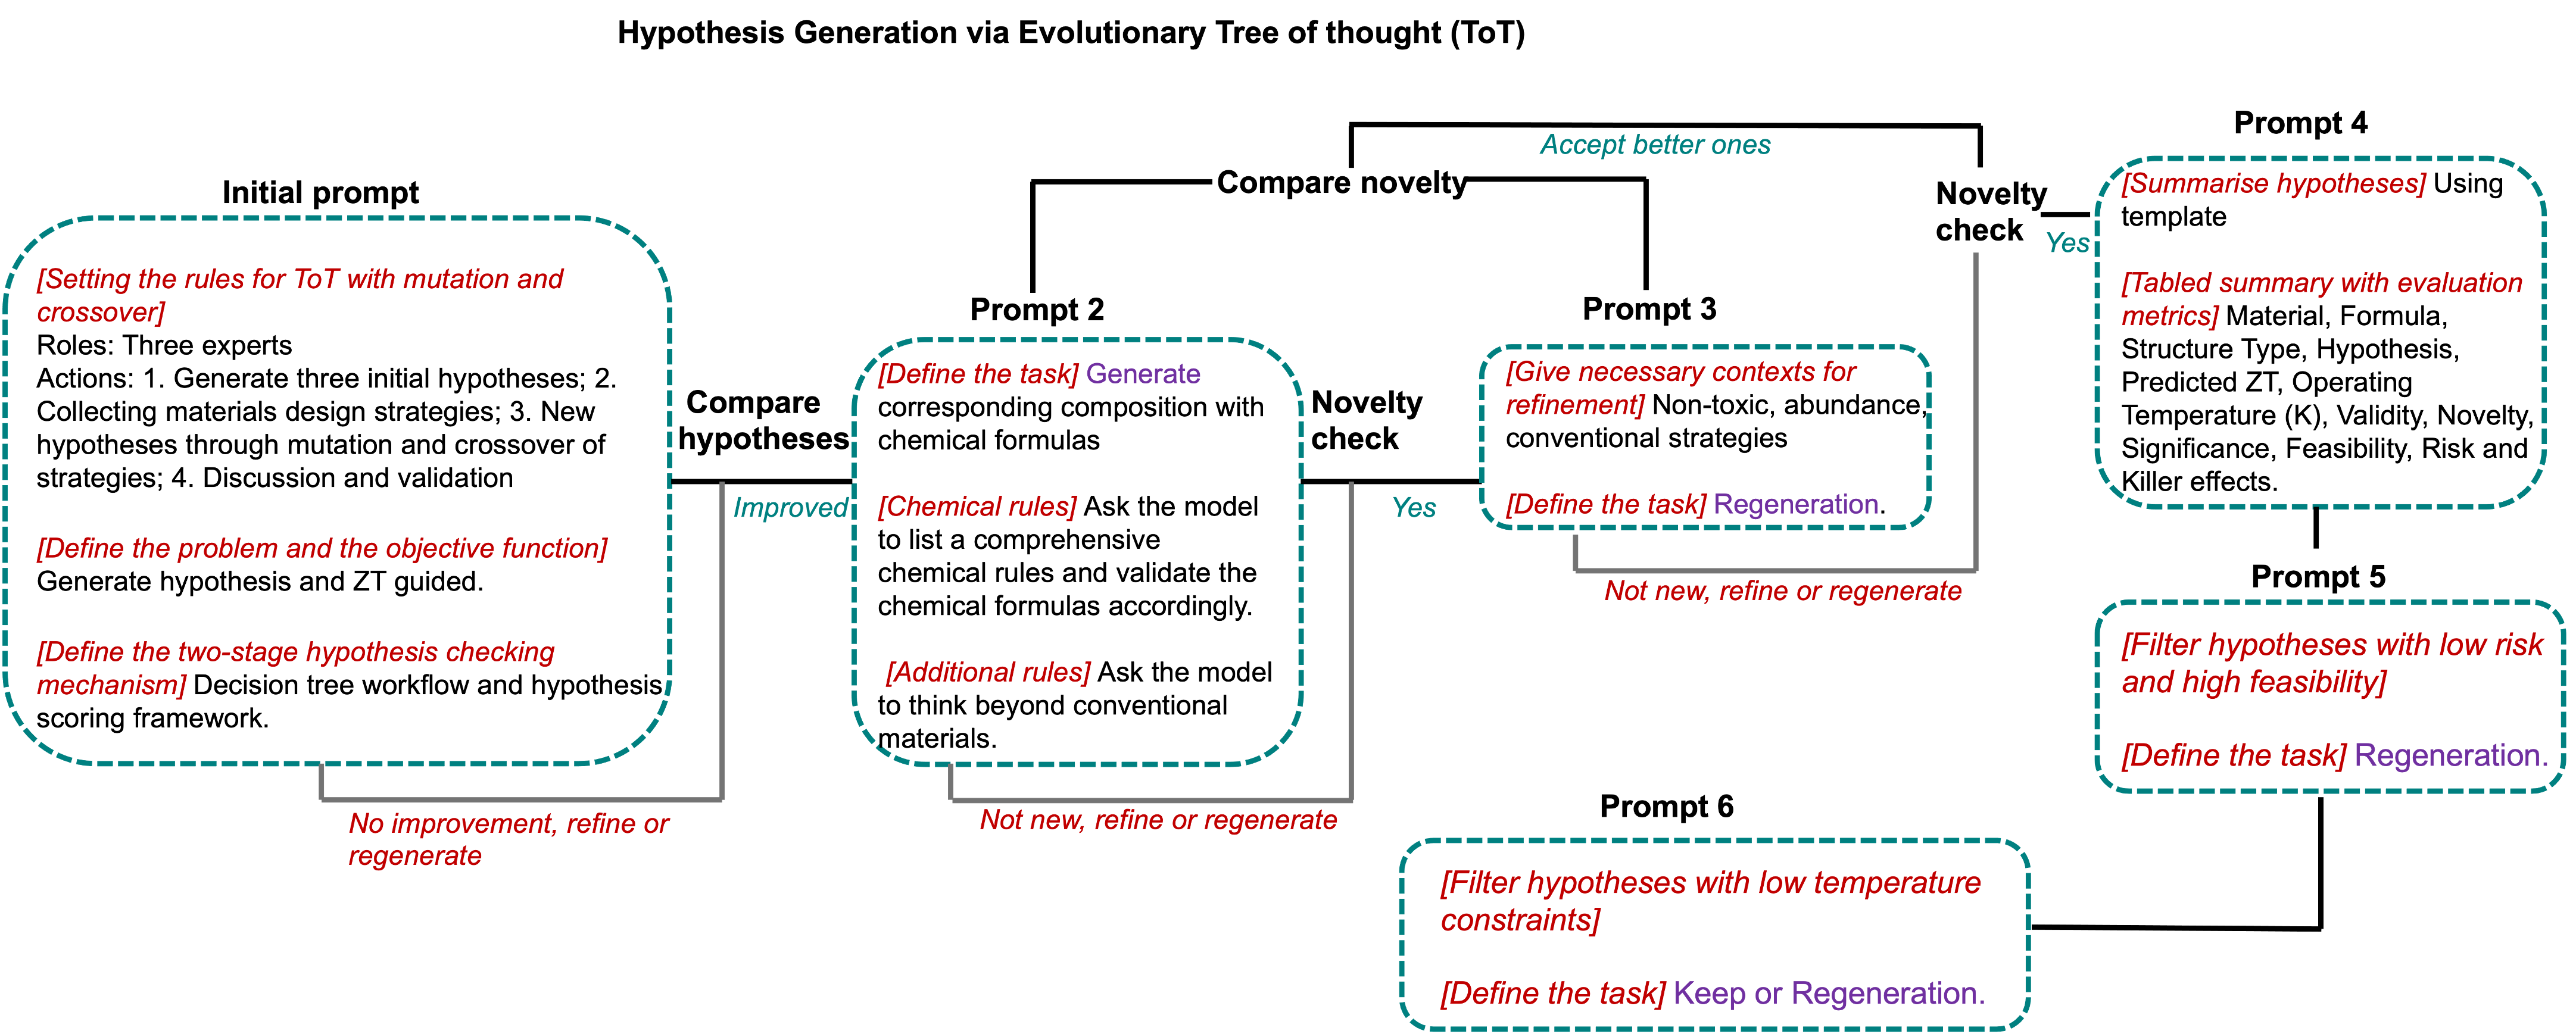 Hypothesis Generation via Evolutionary Tree of thought (ToT)
Initial prompt
[Setting the rules for ToT with mutation and
crossover]
Roles: Three experts
Actions: 1. Generate three initial hypotheses; 2.
Collecting materials design strategies; 3. New
hypotheses through mutation and crossover of
strategies; 4. Discussion and validation
[Define the problem and the objective function]
Generate hypothesis and ZT guided.
[Define the two-stage hypothesis checking
mechanism] Decision tree workflow and hypothesis
scoring framework.
No improvement, refine or
regenerate
Compare
hypotheses
Improved
Prompt 2
[Define the task] Generate
corresponding composition with
chemical formulas
[Chemical rules] Ask the model
to list a comprehensive
chemical rules and validate the
chemical formulas accordingly.
[Additional rules] Ask the model
to think beyond conventional
materials.
Not new, refine or regenerate
Novelty
check
Yes
Compare novelty
Accept better ones
Prompt 3
[Give necessary contexts for
refinement] Non-toxic, abundance,
conventional strategies
[Define the task] Regeneration.
Not new, refine or regenerate
Novelty
check
Yes
Prompt 4
[Summarise hypotheses] Using
template
[Tabled summary with evaluation
metrics] Material, Formula,
Structure Type, Hypothesis,
Predicted ZT, Operating
Temperature (K), Validity, Novelty,
Significance, Feasibility, Risk and
Killer effects.
Prompt 5
[Filter hypotheses with low risk
and high feasibility]
[Define the task] Regeneration.
Prompt 6
[Filter hypotheses with low temperature
constraints]
[Define the task] Keep or Regeneration.